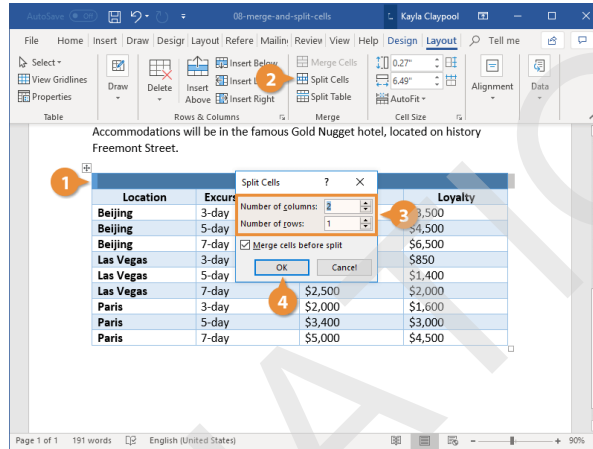 AutoSave Off 08-merge-and-split-cells Kayla Claypool
File Home Insert Draw Desigr Layout Refere Mailin Review View Help Design Layout Tell me
Select
View Gridlines
Properties
Table
Draw
Delete
Insert Above
Insert Below
Insert
Insert Right
Rows & Columns
Merge Cells
Split Cells
Split Table
Merge
0.27"
6.49"
AutoFit
Cell Size
Alignment
Data
Accommodations will be in the famous Gold Nugget hotel, located on history
Freemont Street.
1
2
3
4
Split Cells ? ×
Number of columns: 2
Number of rows: 1
Merge cells before split
OK Cancel
Location Excurs Loyalty
Beijing 3-day $3,500
Beijing 5-day $4,500
Beijing 7-day $6,500
Las Vegas 3-day $850
Las Vegas 5-day $1,400
Las Vegas 7-day $2,500 $2,000
Paris 3-day $2,000 $1,600
Paris 5-day $3,400 $3,000
Paris 7-day $5,000 $4,500
Page 1 of 1 191 words English (United States) 90%